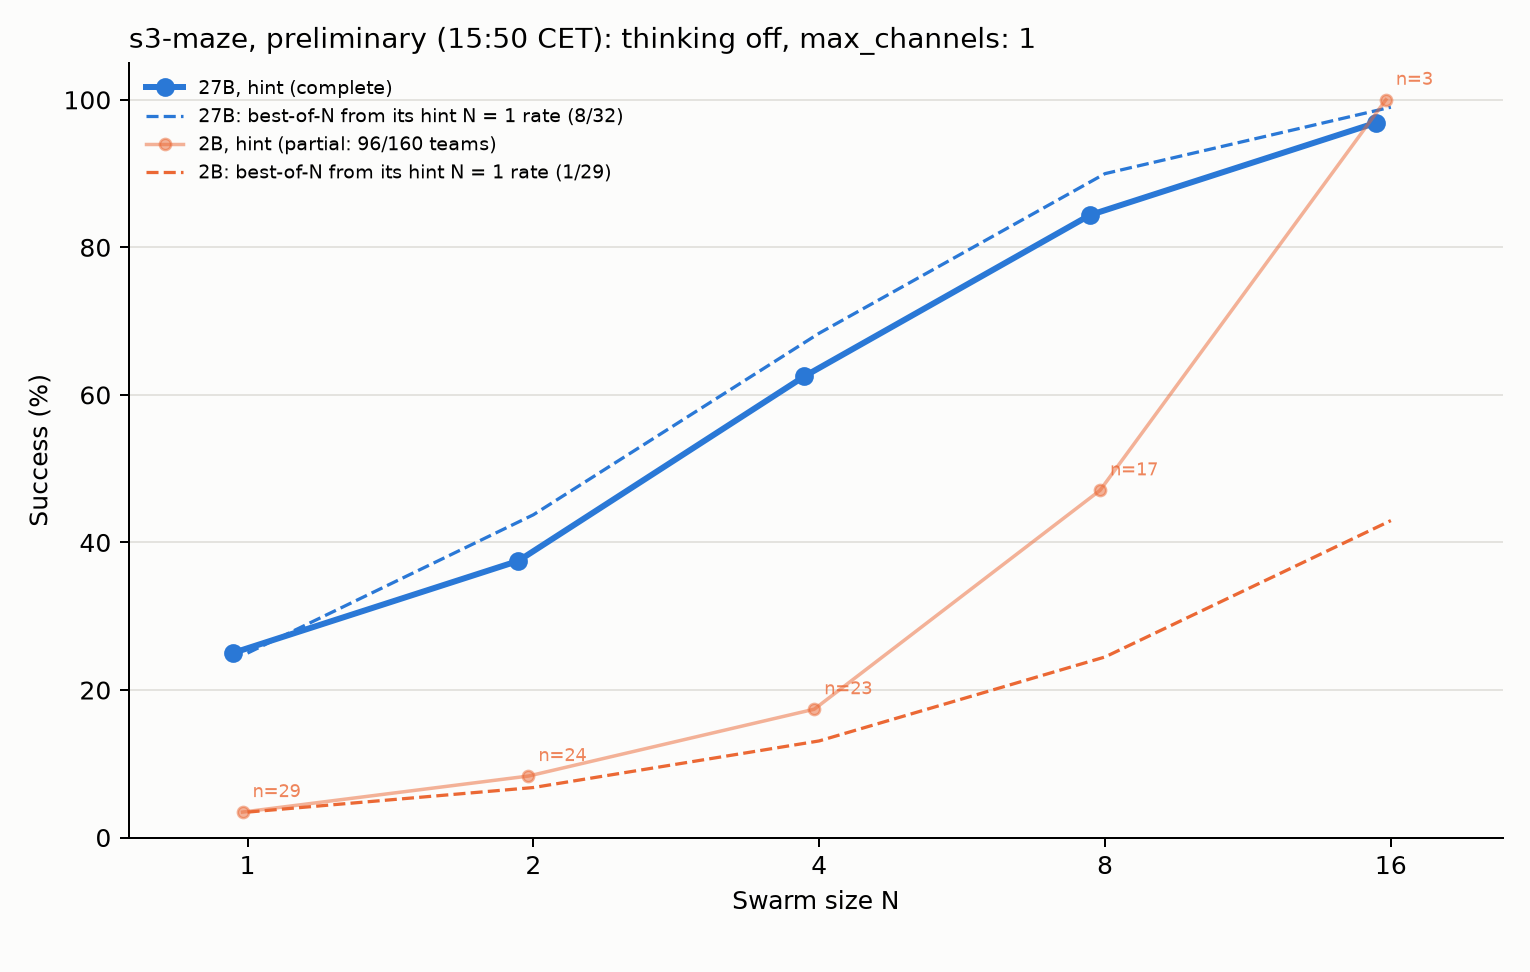 s3-maze, preliminary (15:50 CET): thinking off, max_channels: 1
27B, hint (complete)
27B: best-of-N from its hint N = 1 rate (8/32)
2B, hint (partial: 96/160 teams)
2B: best-of-N from its hint N = 1 rate (1/29)
n=3
100
80
60
40
20
0
Success (%)
n=17
n=23
n=24
n=29
1
2
4
8
16
Swarm size N